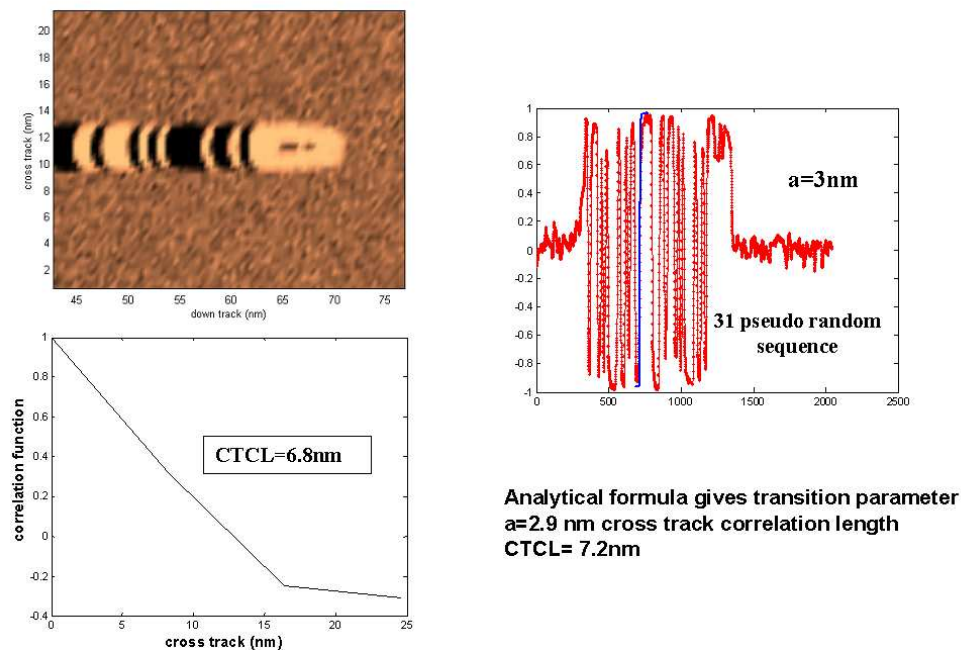 20
18
16
14
12
10
8
6
4
2
cross track (nm)
45 50 55 60 65 70 75
down track (nm)
1
0.8
0.6
0.4
0.2
0
-0.2
-0.4
-0.6
-0.8
-1
0 500 1000 1500 2000 2500
a=3nm
31 pseudo random
sequence
1
0.8
0.6
0.4
0.2
0
-0.2
-0.4
correlation function
CTCL=6.8nm
0 5 10 15 20 25
cross track (nm)
Analytical formula gives transition parameter
a=2.9 nm cross track correlation length
CTCL= 7.2nm